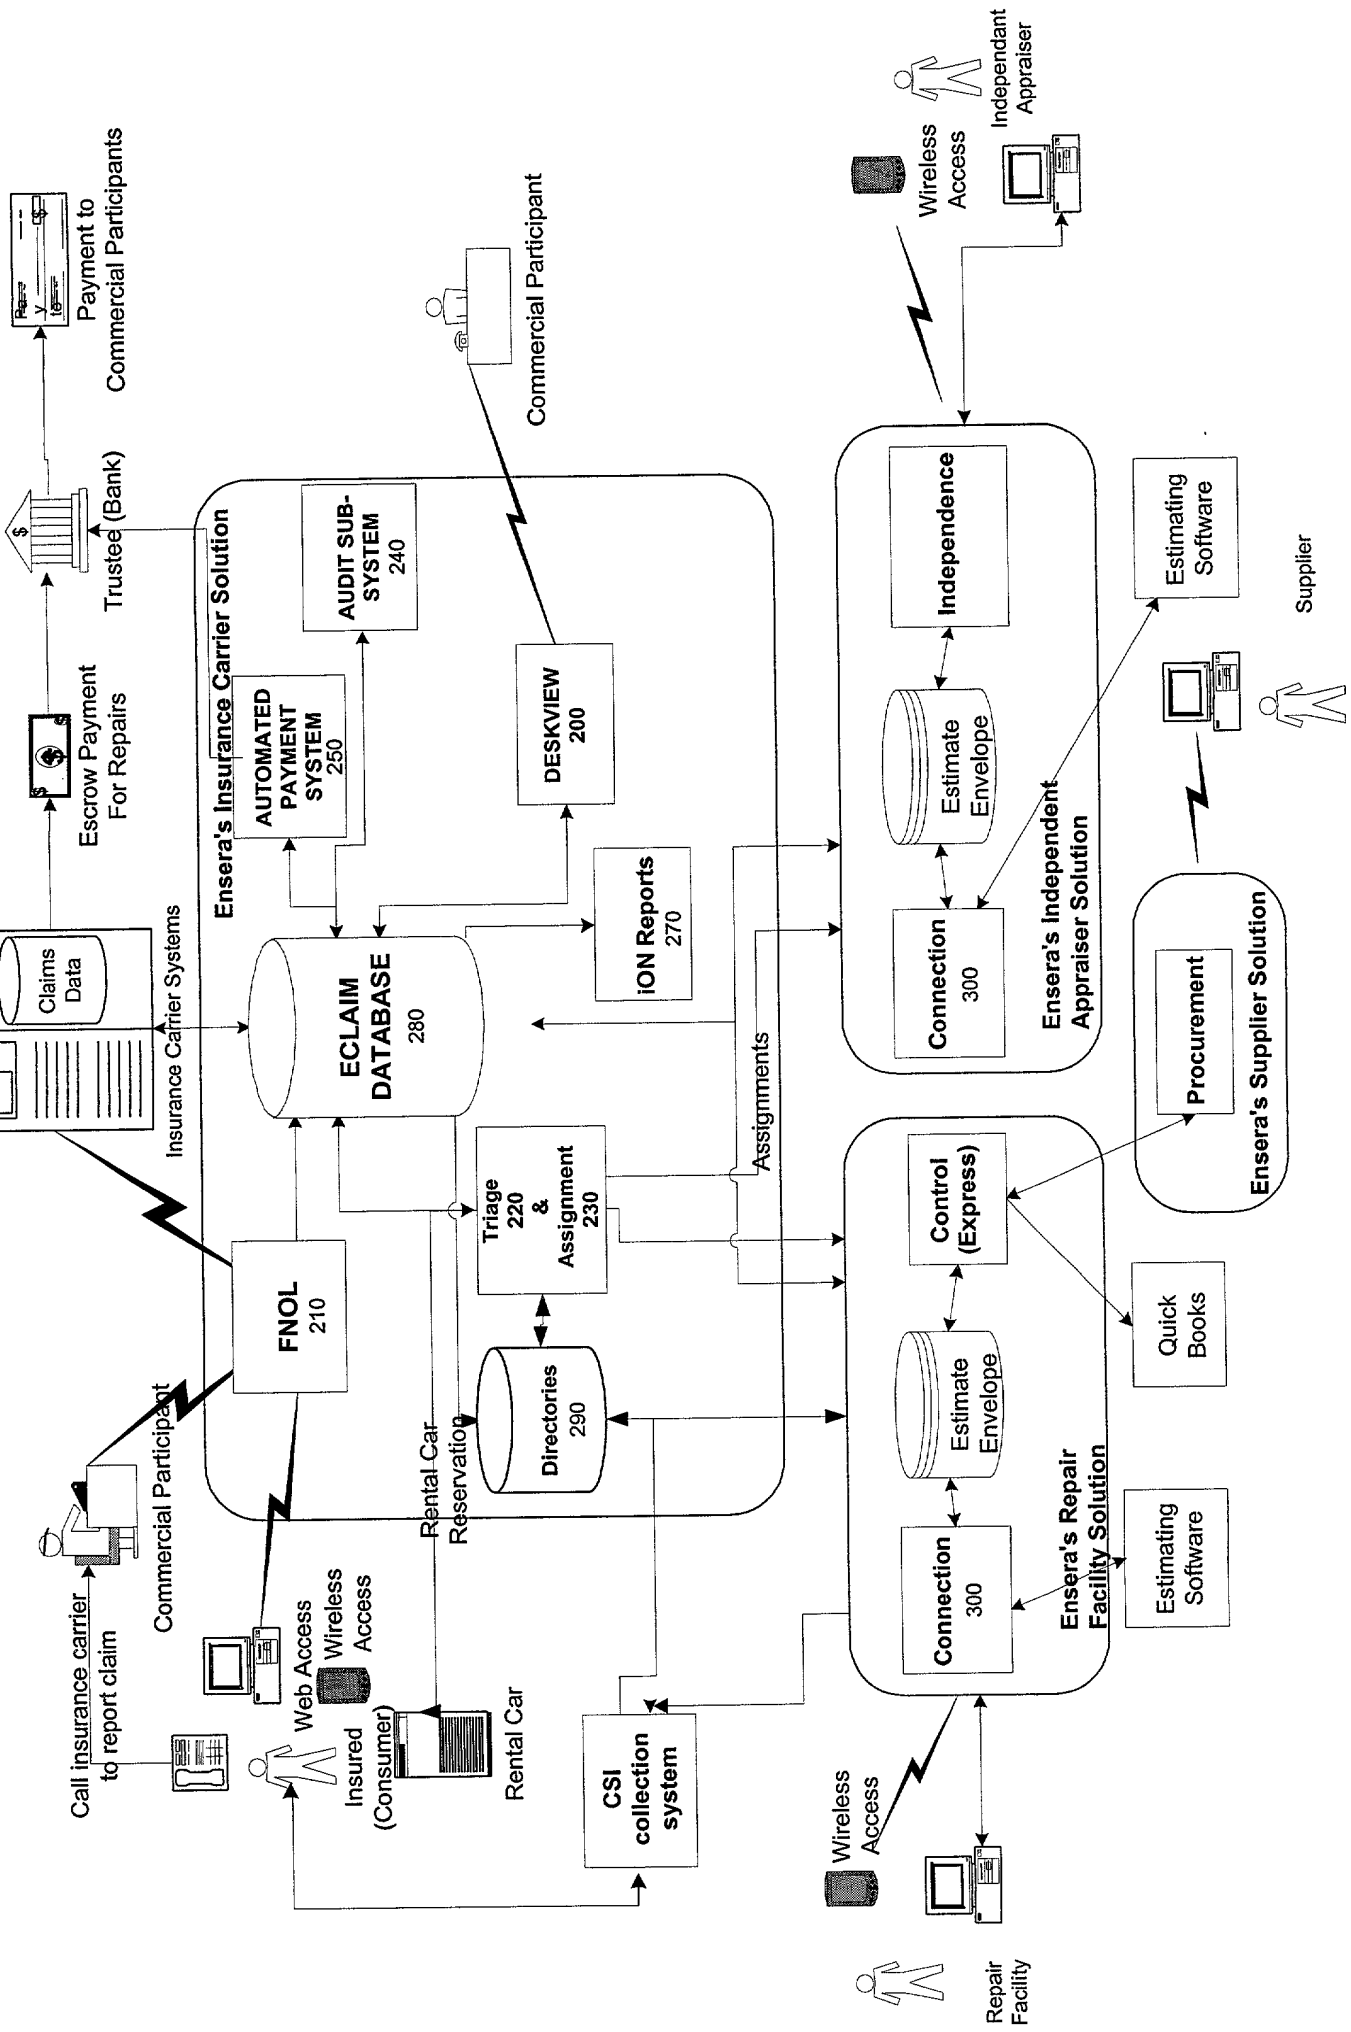 Call insurance carrier
to report claim
Commercial Participant
Insurance Carrier Systems
Claims
Data
Escrow Payment
For Repairs
Trustee (Bank)
$
Payment to
Commercial Participants
Web Access
Wireless
Access
Insured
(Consumer)
Rental Car
Rental Car
Reservation
Ensera's Insurance Carrier Solution
FNOL
210
ECLAIM
DATABASE
280
AUTOMATED
PAYMENT
SYSTEM
250
AUDIT SUB-
SYSTEM
240
Directories
290
Triage
220
&
Assignment
230
iON Reports
270
DESKVIEW
200
Commercial Participant
CSI
collection
system
Assignments
Wireless
Access
Repair
Facility
Connection
300
Estimate
Envelope
Control
(Express)
Ensera's Repair
Facility Solution
Estimating
Software
Quick
Books
Connection
300
Estimate
Envelope
Independence
Ensera's Independent
Appraiser Solution
Wireless
Access
Independant
Appraiser
Estimating
Software
Procurement
Ensera's Supplier Solution
Supplier